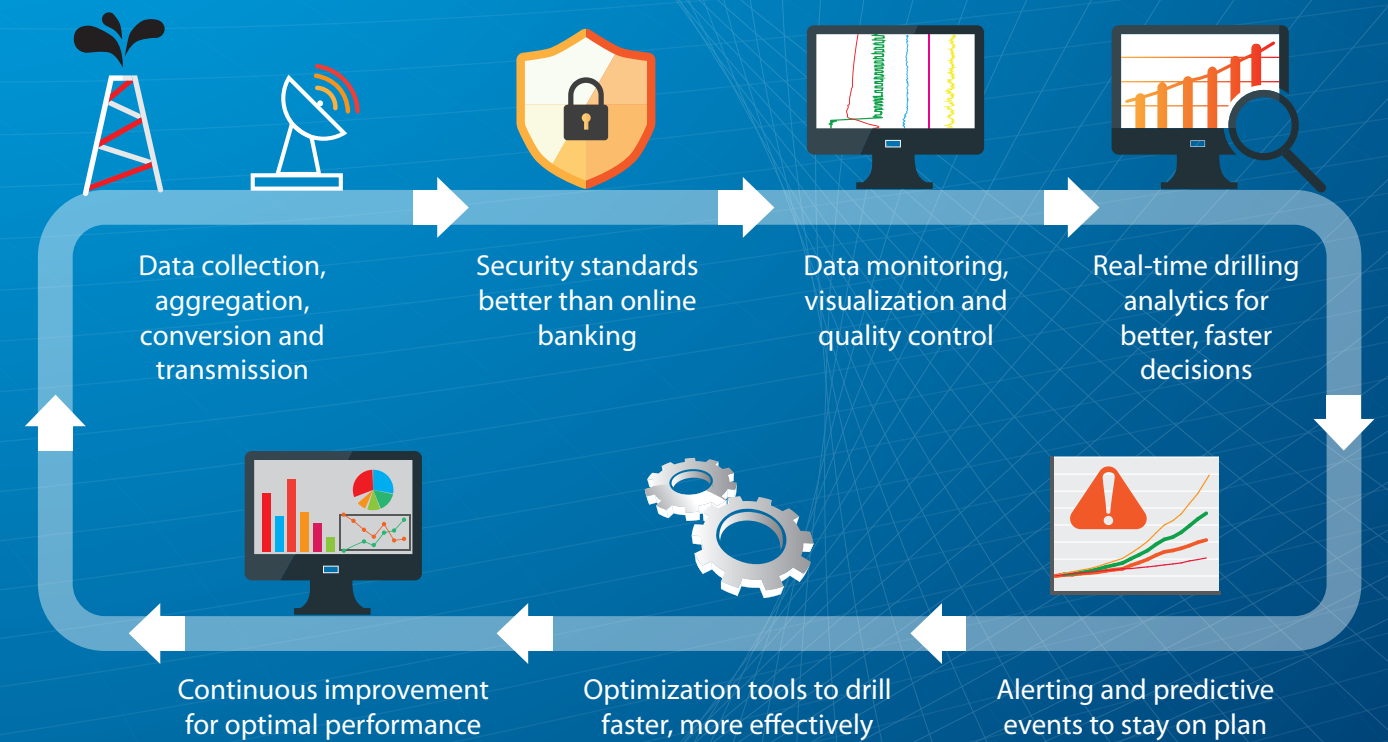 Data collection,
aggregation,
conversion and
transmission
Security standards
better than online
banking
Data monitoring,
visualization and
quality control
Real-time drilling
analytics for
better, faster
decisions
Alerting and predictive
events to stay on plan
Optimization tools to drill
faster, more effectively
Continuous improvement
for optimal performance